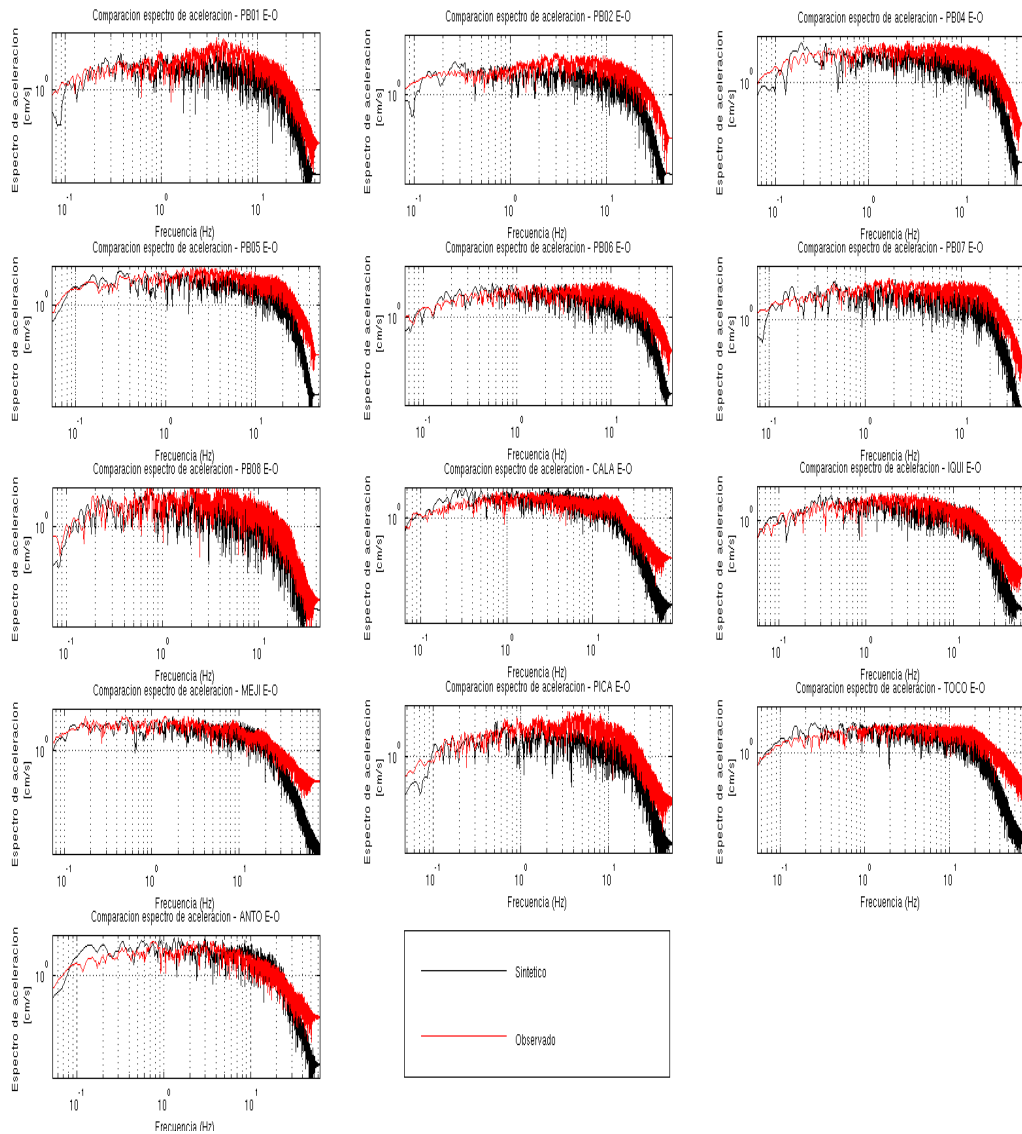 Comparacion espectro de aceleracion - PB01 E-O
Espectro de aceleracion
[cm/s]
10^0
10^-1 10^0 10^1
Frecuencia (Hz)
Comparacion espectro de aceleracion - PB02 E-O
Espectro de aceleracion
[cm/s]
10^0
10^-1 10^0 10^1
Frecuencia (Hz)
Comparacion espectro de aceleracion - PB04 E-O
Espectro de aceleracion
[cm/s]
10^0
10^-1 10^0 10^1
Frecuencia (Hz)
Comparacion espectro de aceleracion - PB05 E-O
Espectro de aceleracion
[cm/s]
10^0
10^-1 10^0 10^1
Frecuencia (Hz)
Comparacion espectro de aceleracion - PB06 E-O
Espectro de aceleracion
[cm/s]
10^0
10^-1 10^0 10^1
Frecuencia (Hz)
Comparacion espectro de aceleracion - PB07 E-O
Espectro de aceleracion
[cm/s]
10^0
10^-1 10^0 10^1
Frecuencia (Hz)
Comparacion espectro de aceleracion - PB08 E-O
Espectro de aceleracion
[cm/s]
10^0
10^-1 10^0 10^1
Frecuencia (Hz)
Comparacion espectro de aceleracion - CALA E-O
Espectro de aceleracion
[cm/s]
10^0
10^-1 10^0 10^1
Frecuencia (Hz)
Comparacion espectro de aceleracion - IQUI E-O
Espectro de aceleracion
[cm/s]
10^0
10^-1 10^0 10^1
Frecuencia (Hz)
Comparacion espectro de aceleracion - MEJI E-O
Espectro de aceleracion
[cm/s]
10^0
10^-1 10^0 10^1
Frecuencia (Hz)
Comparacion espectro de aceleracion - PICA E-O
Espectro de aceleracion
[cm/s]
10^0
10^-1 10^0 10^1
Frecuencia (Hz)
Comparacion espectro de aceleracion - TOCO E-O
Espectro de aceleracion
[cm/s]
10^0
10^-1 10^0 10^1
Frecuencia (Hz)
Comparacion espectro de aceleracion - ANTO E-O
Espectro de aceleracion
[cm/s]
10^0
10^-1 10^0 10^1
Frecuencia (Hz)
Sintetico
Observado